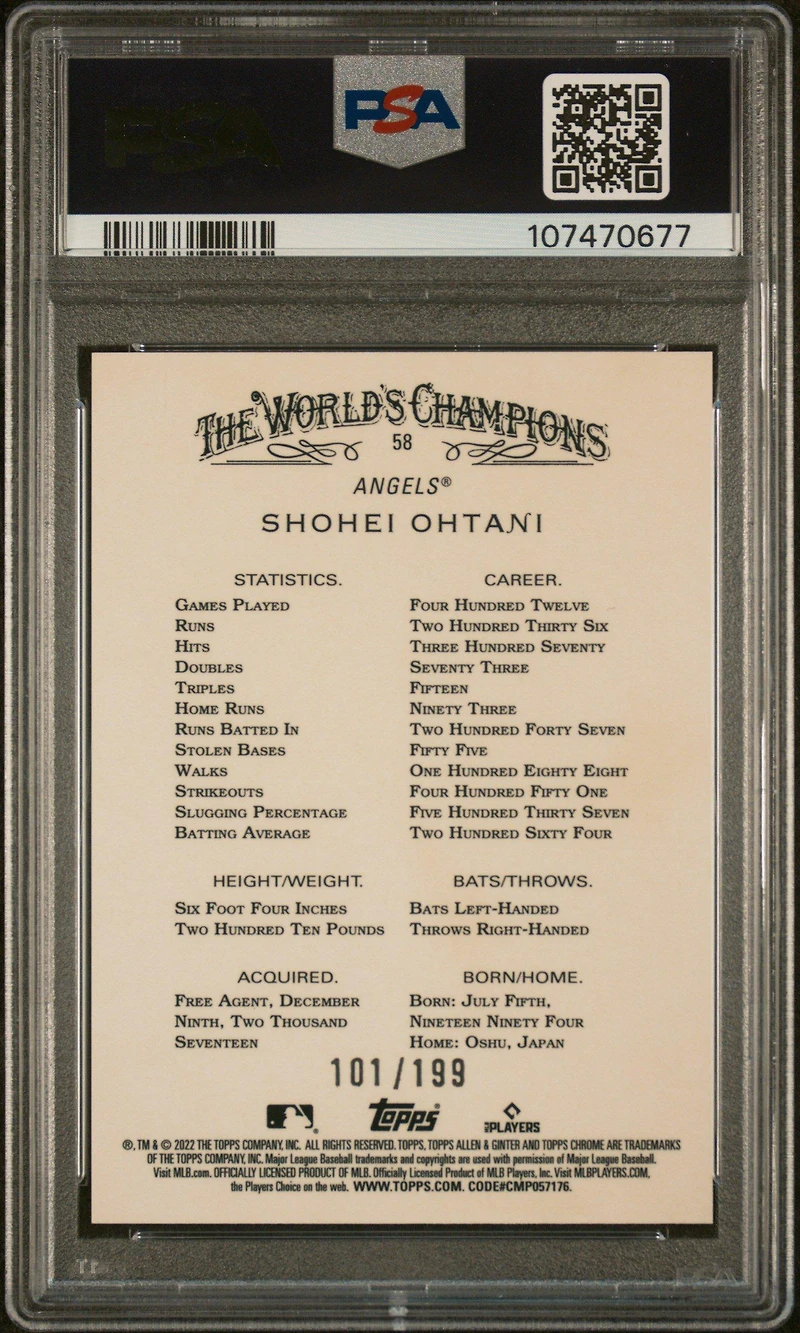 PSA
PSA
107470677
THE WORLD'S CHAMPIONS
58
ANGELS®
SHOHEI OHTANI
STATISTICS. CAREER.
GAMES PLAYED FOUR HUNDRED TWELVE
RUNS TWO HUNDRED THIRTY SIX
HITS THREE HUNDRED SEVENTY
DOUBLES SEVENTY THREE
TRIPLES FIFTEEN
HOME RUNS NINETY THREE
RUNS BATTED IN TWO HUNDRED FORTY SEVEN
STOLEN BASES FIFTY FIVE
WALKS ONE HUNDRED EIGHTY EIGHT
STRIKEOUTS FOUR HUNDRED FIFTY ONE
SLUGGING PERCENTAGE FIVE HUNDRED THIRTY SEVEN
BATTING AVERAGE TWO HUNDRED SIXTY FOUR
HEIGHT/WEIGHT. BATS/THROWS.
SIX FOOT FOUR INCHES BATS LEFT-HANDED
TWO HUNDRED TEN POUNDS THROWS RIGHT-HANDED
ACQUIRED. BORN/HOME.
FREE AGENT, DECEMBER BORN: JULY FIFTH,
NINTH, TWO THOUSAND NINETEEN NINETY FOUR
SEVENTEEN HOME: OSHU, JAPAN
101/199
Topps PLAYERS
®, TM & © 2022 THE TOPPS COMPANY, INC. ALL RIGHTS RESERVED. TOPPS, TOPPS ALLEN & GINTER AND TOPPS CHROME ARE TRADEMARKS
OF THE TOPPS COMPANY, INC. Major League Baseball trademarks and copyrights are used with permission of Major League Baseball.
Visit MLB.com. OFFICIALLY LICENSED PRODUCT OF MLB. Officially Licensed Product of MLB Players, Inc. Visit MLBPLAYERS.COM,
the Players Choice on the web. WWW.TOPPS.COM. CODE#CMP057176.
PSA